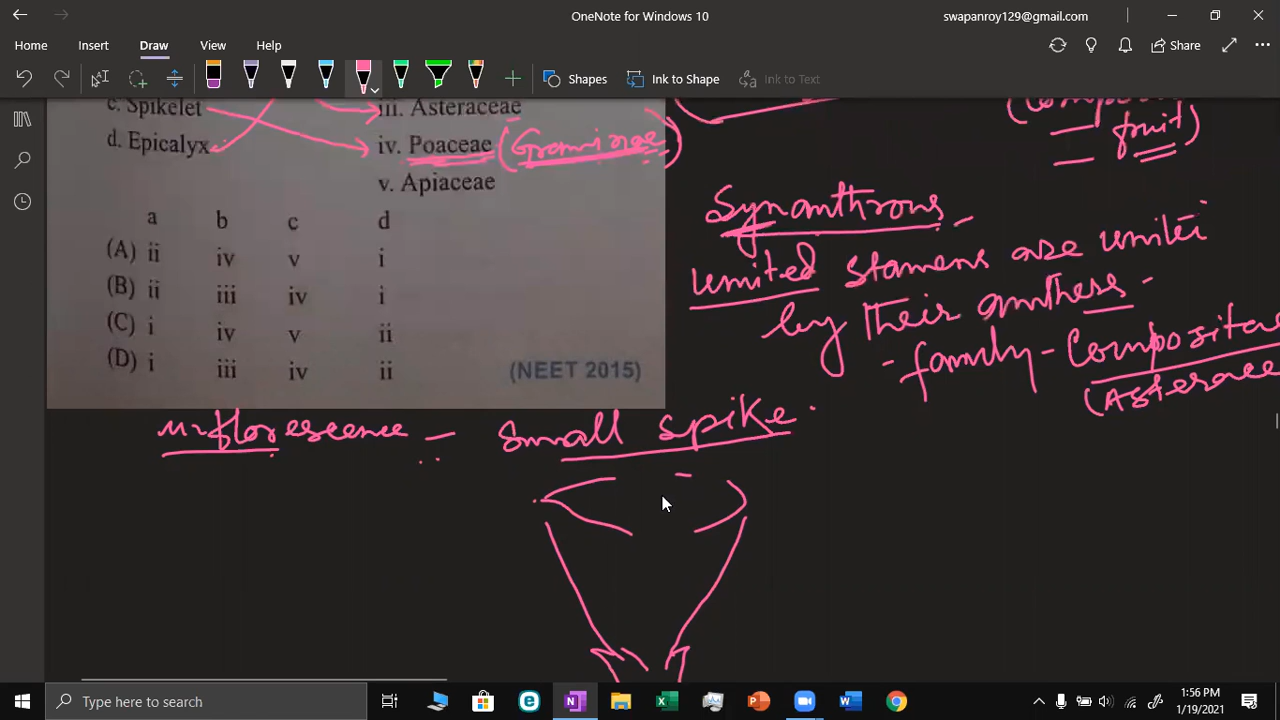 OneNote for Windows 10
swapanroy129@gmail.com
Home Insert Draw View Help
Share
Shapes Ink to Shape Ink to Text
c. Spikelet iii. Asteraceae
d. Epicalyx iv. Poaceae (Graminae)
v. Apiaceae
fruit)
a b c d
(A) ii iv v i
(B) ii iii iv i
(C) i iv v ii
(D) i iii iv ii
(NEET 2015)
Synanthrons -
united stamens are united
by their anthers -
- family - Compositae
(Asteracee
Inflorescence - Small spike.
Type here to search
1:56 PM
1/19/2021